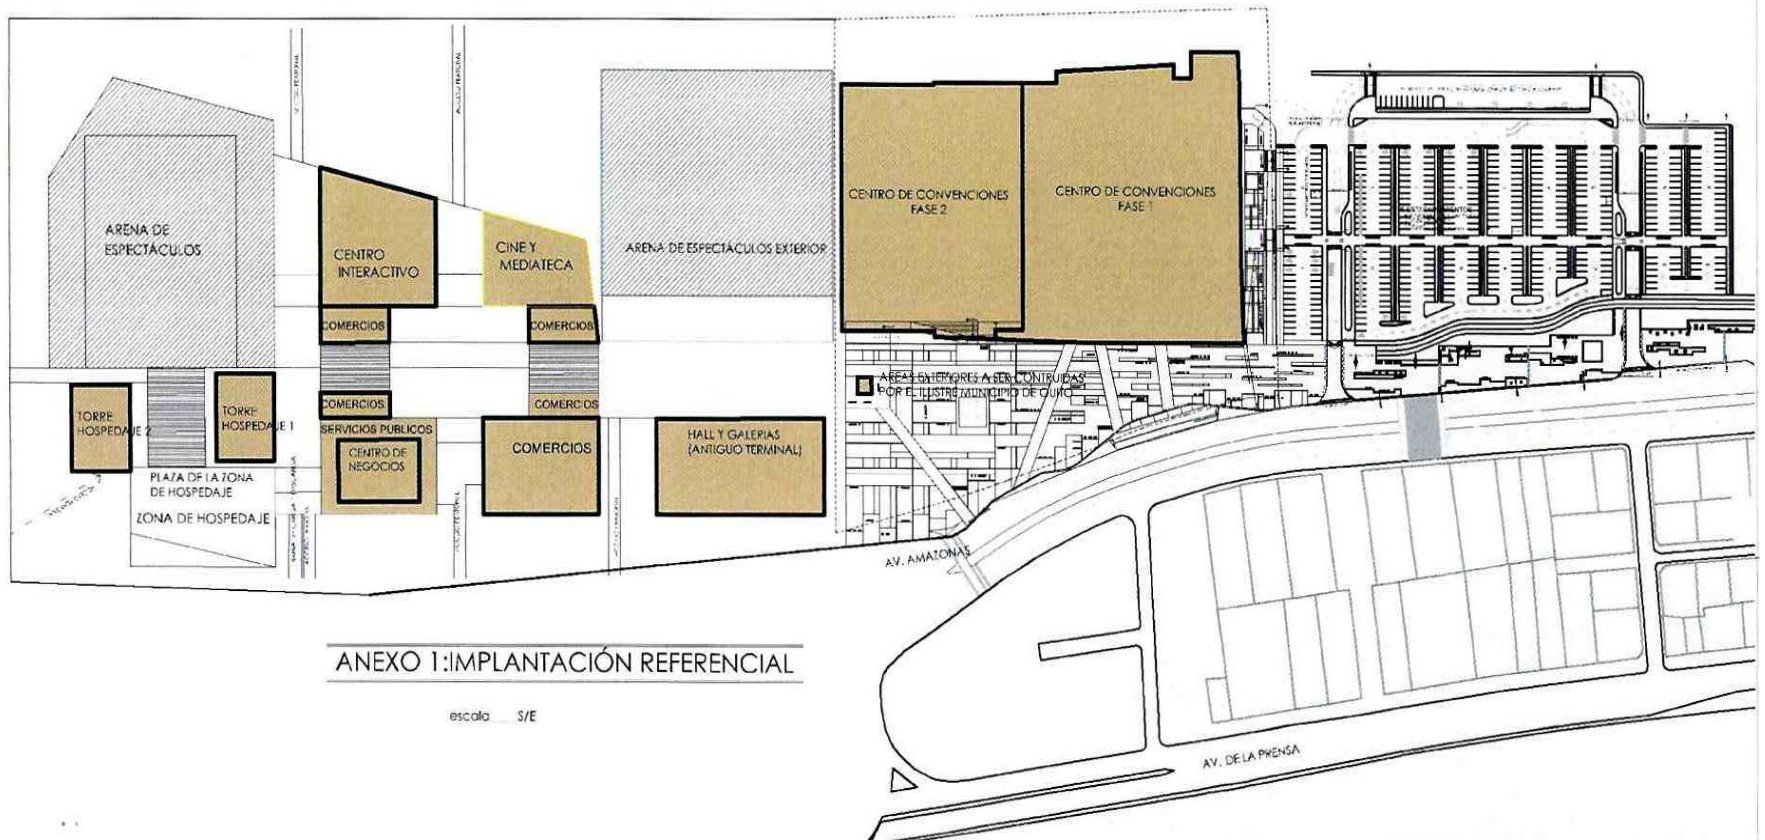 ACCESO PEATONAL
ARENA DE
ESPECTÁCULOS
CENTRO
INTERACTIVO
CINE Y
MEDIATECA
ARENA DE ESPECTÁCULOS EXTERIOR
CENTRO DE CONVENCIONES
FASE 2
CENTRO DE CONVENCIONES
FASE 1
COMERCIOS
COMERCIOS
TORRE
HOSPEDAJE 2
TORRE
HOSPEDAJE 1
COMERCIOS
COMERCIOS
AREAS EXTERIORES A SER CONTRUIDAS
POR EL ILUSTRE MUNICIPIO DE QUITO
SERVICIOS PUBLICOS
CENTRO DE
NEGOCIOS
COMERCIOS
HALL Y GALERIAS
(ANTIGUO TERMINAL)
PLAZA DE LA ZONA
DE HOSPEDAJE
ZONA DE HOSPEDAJE
AV. AMAZONAS
ANEXO 1:IMPLANTACIÓN REFERENCIAL
escala S/E
AV. DE LA PRENSA